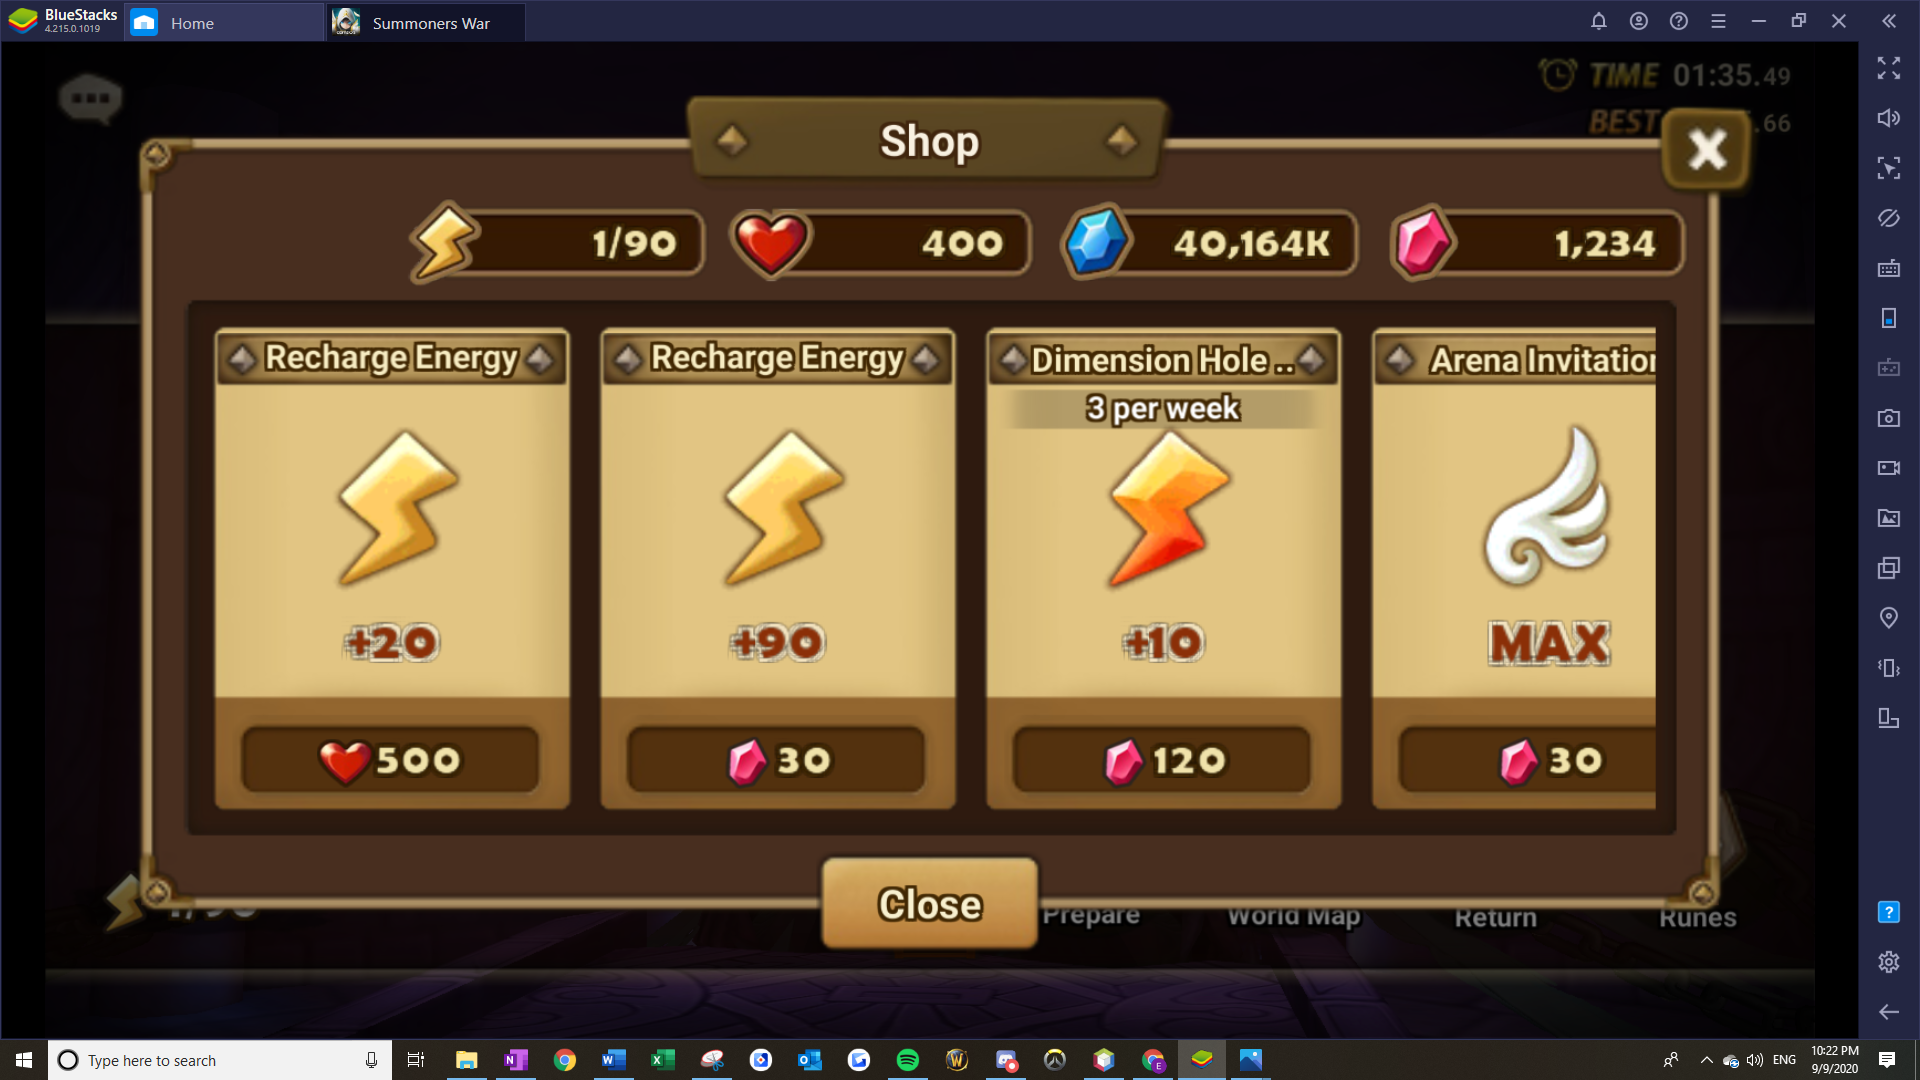 BlueStacks
4.215.0.1019
Home
Summoners War
TIME 01:35.49
BEST
.66
Shop
1/90
400
40,164K
1,234
Recharge Energy
Recharge Energy
Dimension Hole ..
Arena Invitation
3 per week
+20
+90
+10
MAX
500
30
120
30
Close
Prepare
World Map
Return
Runes
Type here to search
ENG
10:22 PM
9/9/2020